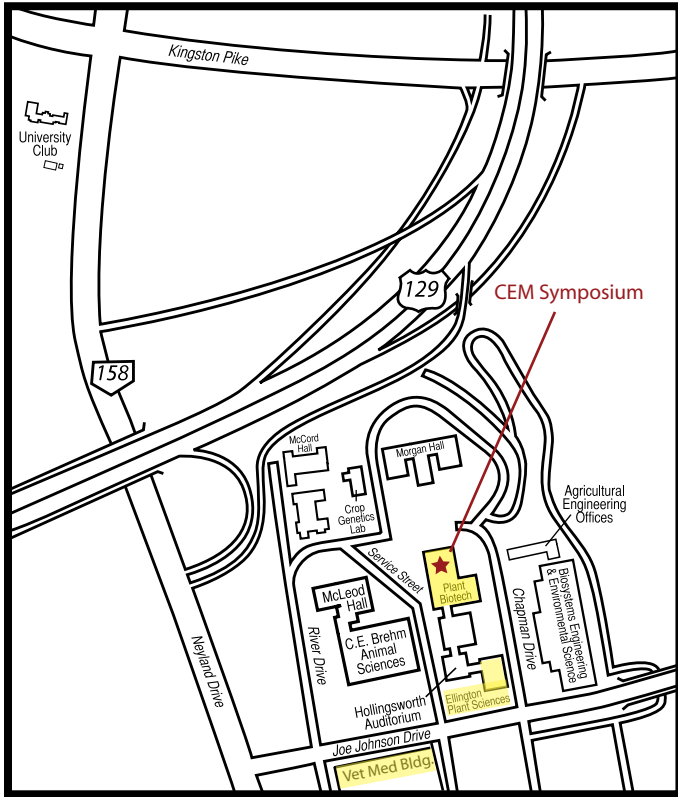 Kingston Pike
University
Club
129
CEM Symposium
158
McCord
Hall
Morgan Hall
Crop
Genetics
Lab
Agricultural
Engineering
Offices
Service Street
Plant
Biotech
McLeod
Hall
C.E. Brehm
Animal
Sciences
River Drive
Neyland Drive
Chapman Drive
Biosystems Engineering
& Environmental Science
Hollingsworth
Auditorium
Ellington
Plant Sciences
Joe Johnson Drive
Vet Med Bldg.